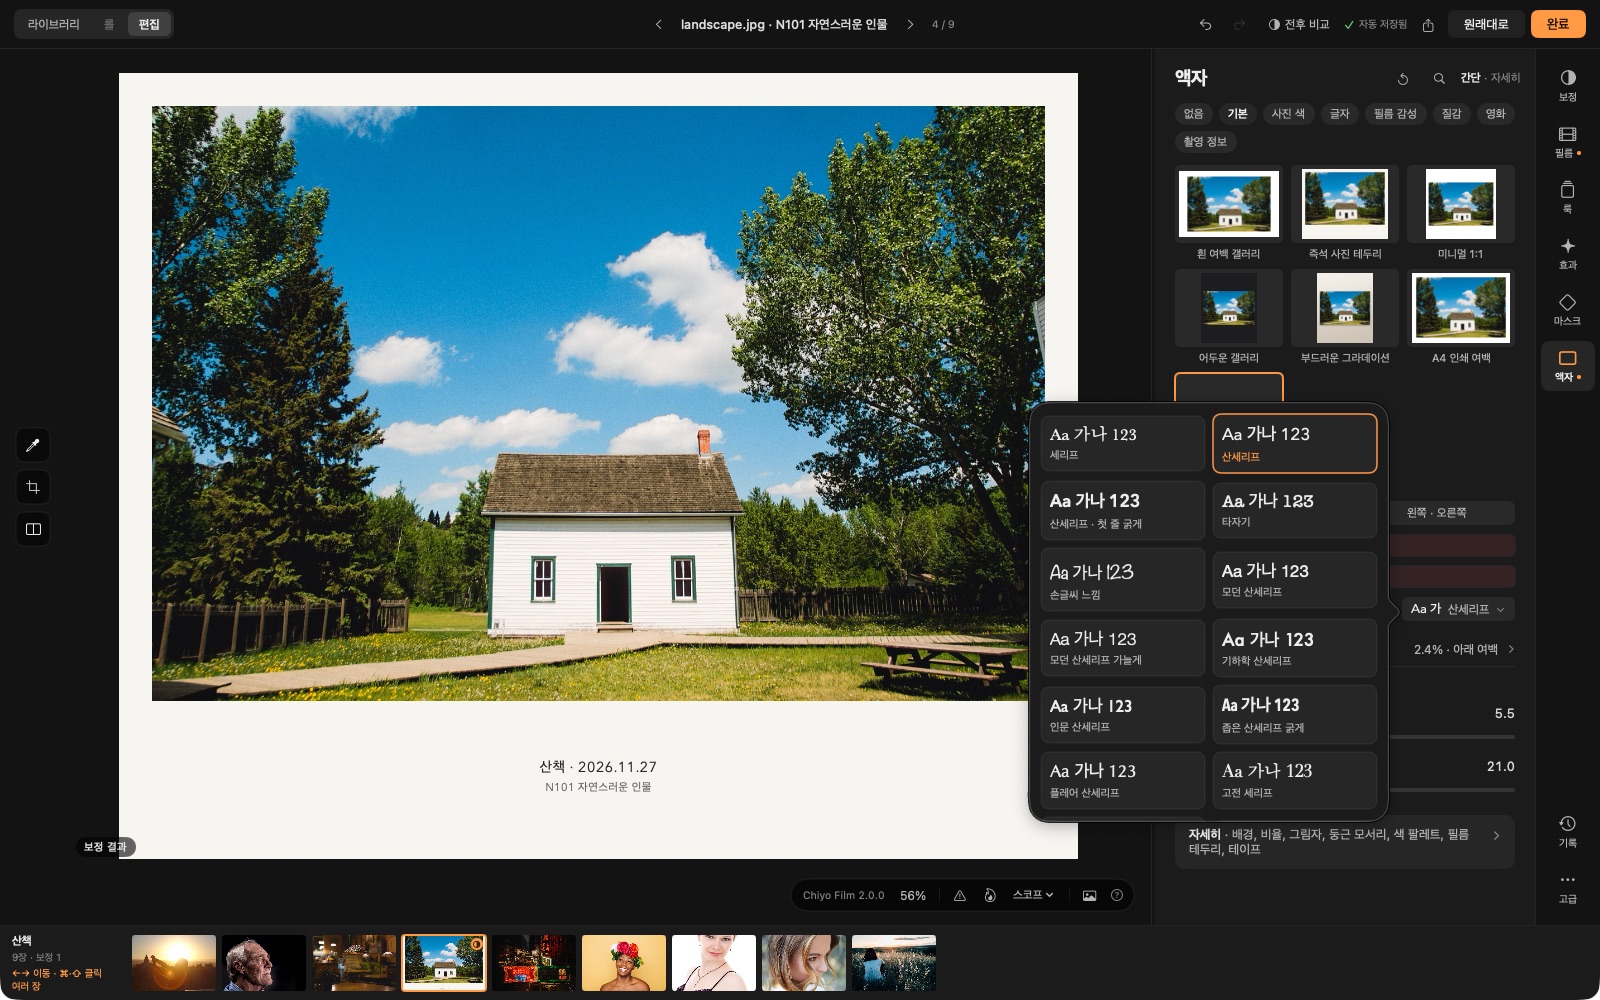 라이브러리 룰 편집
landscape.jpg · N101 자연스러운 인물 4 / 9
전후 비교 자동 저장됨 원래대로 완료
액자
간단 · 자세히
없음 기본 사진 색 글자 필름 감성 질감 영화
촬영 정보
흰 여백 갤러리 즉석 사진 테두리 미니멀 1:1
어두운 갤러리 부드러운 그라데이션 A4 인쇄 여백
보정
필름
룩
효과
마스크
액자
Aa 가나 123
세리프
Aa 가나 123
산세리프
Aa 가나 123
산세리프 · 첫 줄 굵게
Aa 가나 123
타자기
Aa 가나 123
손글씨 느낌
Aa 가나 123
모던 산세리프
Aa 가나 123
모던 산세리프 가늘게
Aa 가나 123
기하학 산세리프
Aa 가나 123
인문 산세리프
Aa 가나 123
좁은 산세리프 굵게
Aa 가나 123
플레어 산세리프
Aa 가나 123
고전 세리프
왼쪽 · 오른쪽
Aa 가 산세리프
2.4% · 아래 여백
5.5
21.0
자세히 · 배경, 비율, 그림자, 둥근 모서리, 색 팔레트, 필름
테두리, 테이프
기록
고급
산책 · 2026.11.27
N101 자연스러운 인물
보정 결과
Chiyo Film 2.0.0 56% 스코프
산책
9장 · 보정 1
←→ 이동 · ⌘·⇧ 클릭
여러 장